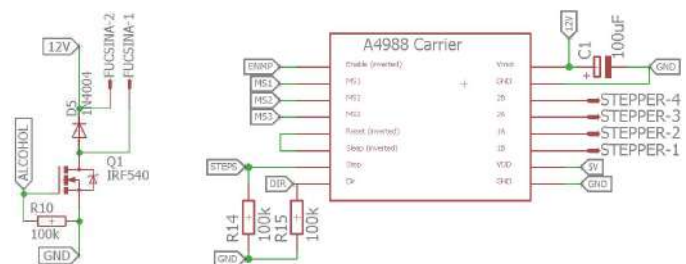 12V
FUCSINA-2
FUCSINA-1
D5
1N4004
ALCOHOL
Q1
IRF540
R10
100k
GND
A4988 Carrier
ENMP
MS1
MS2
MS3
STEPS
DIR
R14
100k
R15
100k
GND
Enable (inverted)
MS1
MS2
MS3
Reset (inverted)
Sleep (inverted)
Step
Dir
Vmot
GND
2B
2A
1A
1B
VDD
GND
12V
C1
100uF
GND
STEPPER-4
STEPPER-3
STEPPER-2
STEPPER-1
5V
GND